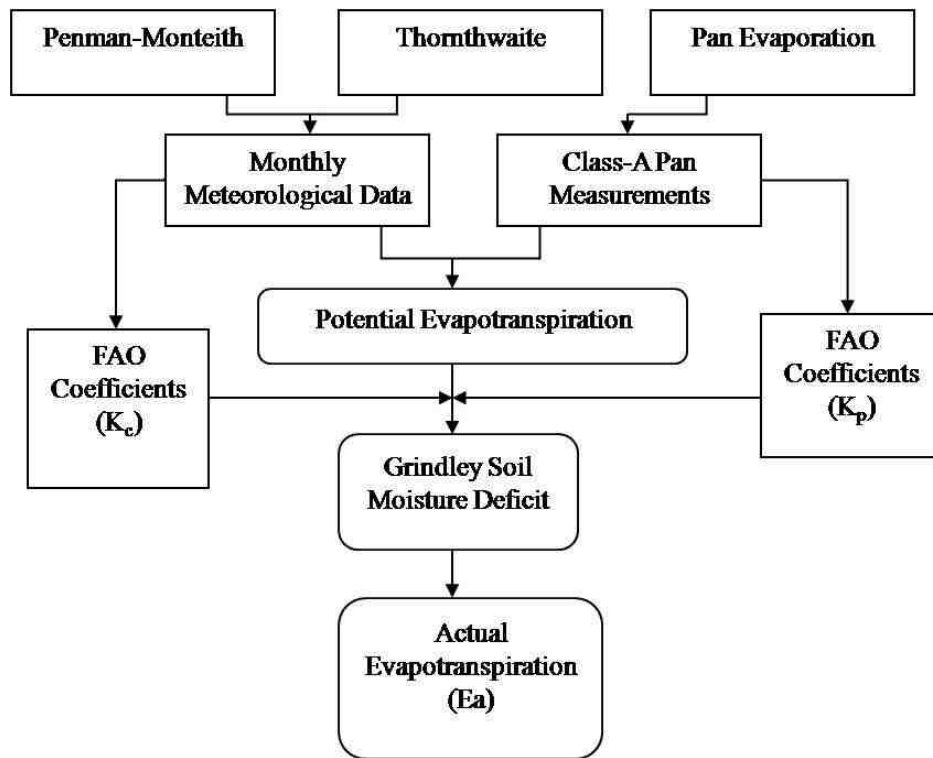 Penman-Monteith
Thornthwaite
Pan Evaporation
Monthly
Meteorological Data
Class-A Pan
Measurements
Potential Evapotranspiration
FAO
Coefficients
(Kc)
FAO
Coefficients
(Kp)
Grindley Soil
Moisture Deficit
Actual
Evapotranspiration
(Ea)